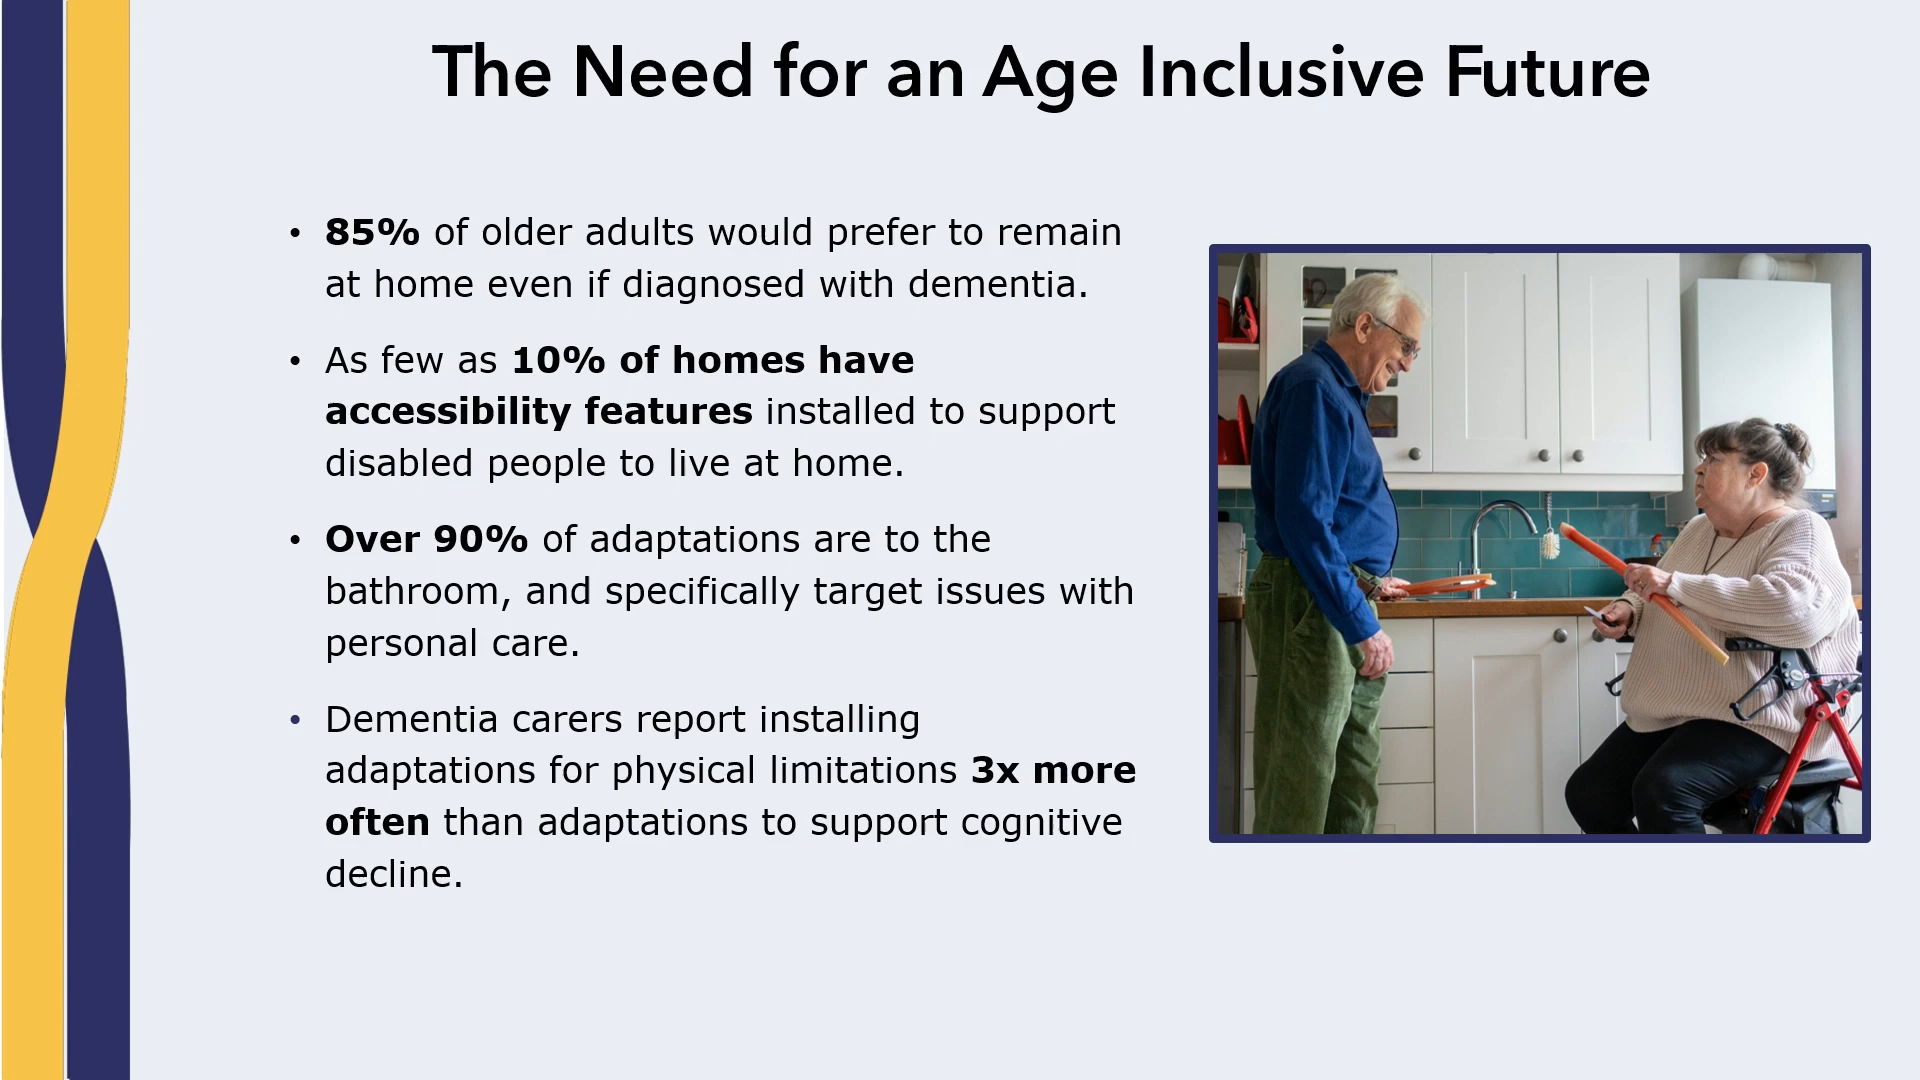 The Need for an Age Inclusive Future
• 85% of older adults would prefer to remain
at home even if diagnosed with dementia.
• As few as 10% of homes have
accessibility features installed to support
disabled people to live at home.
• Over 90% of adaptations are to the
bathroom, and specifically target issues with
personal care.
• Dementia carers report installing
adaptations for physical limitations 3x more
often than adaptations to support cognitive
decline.